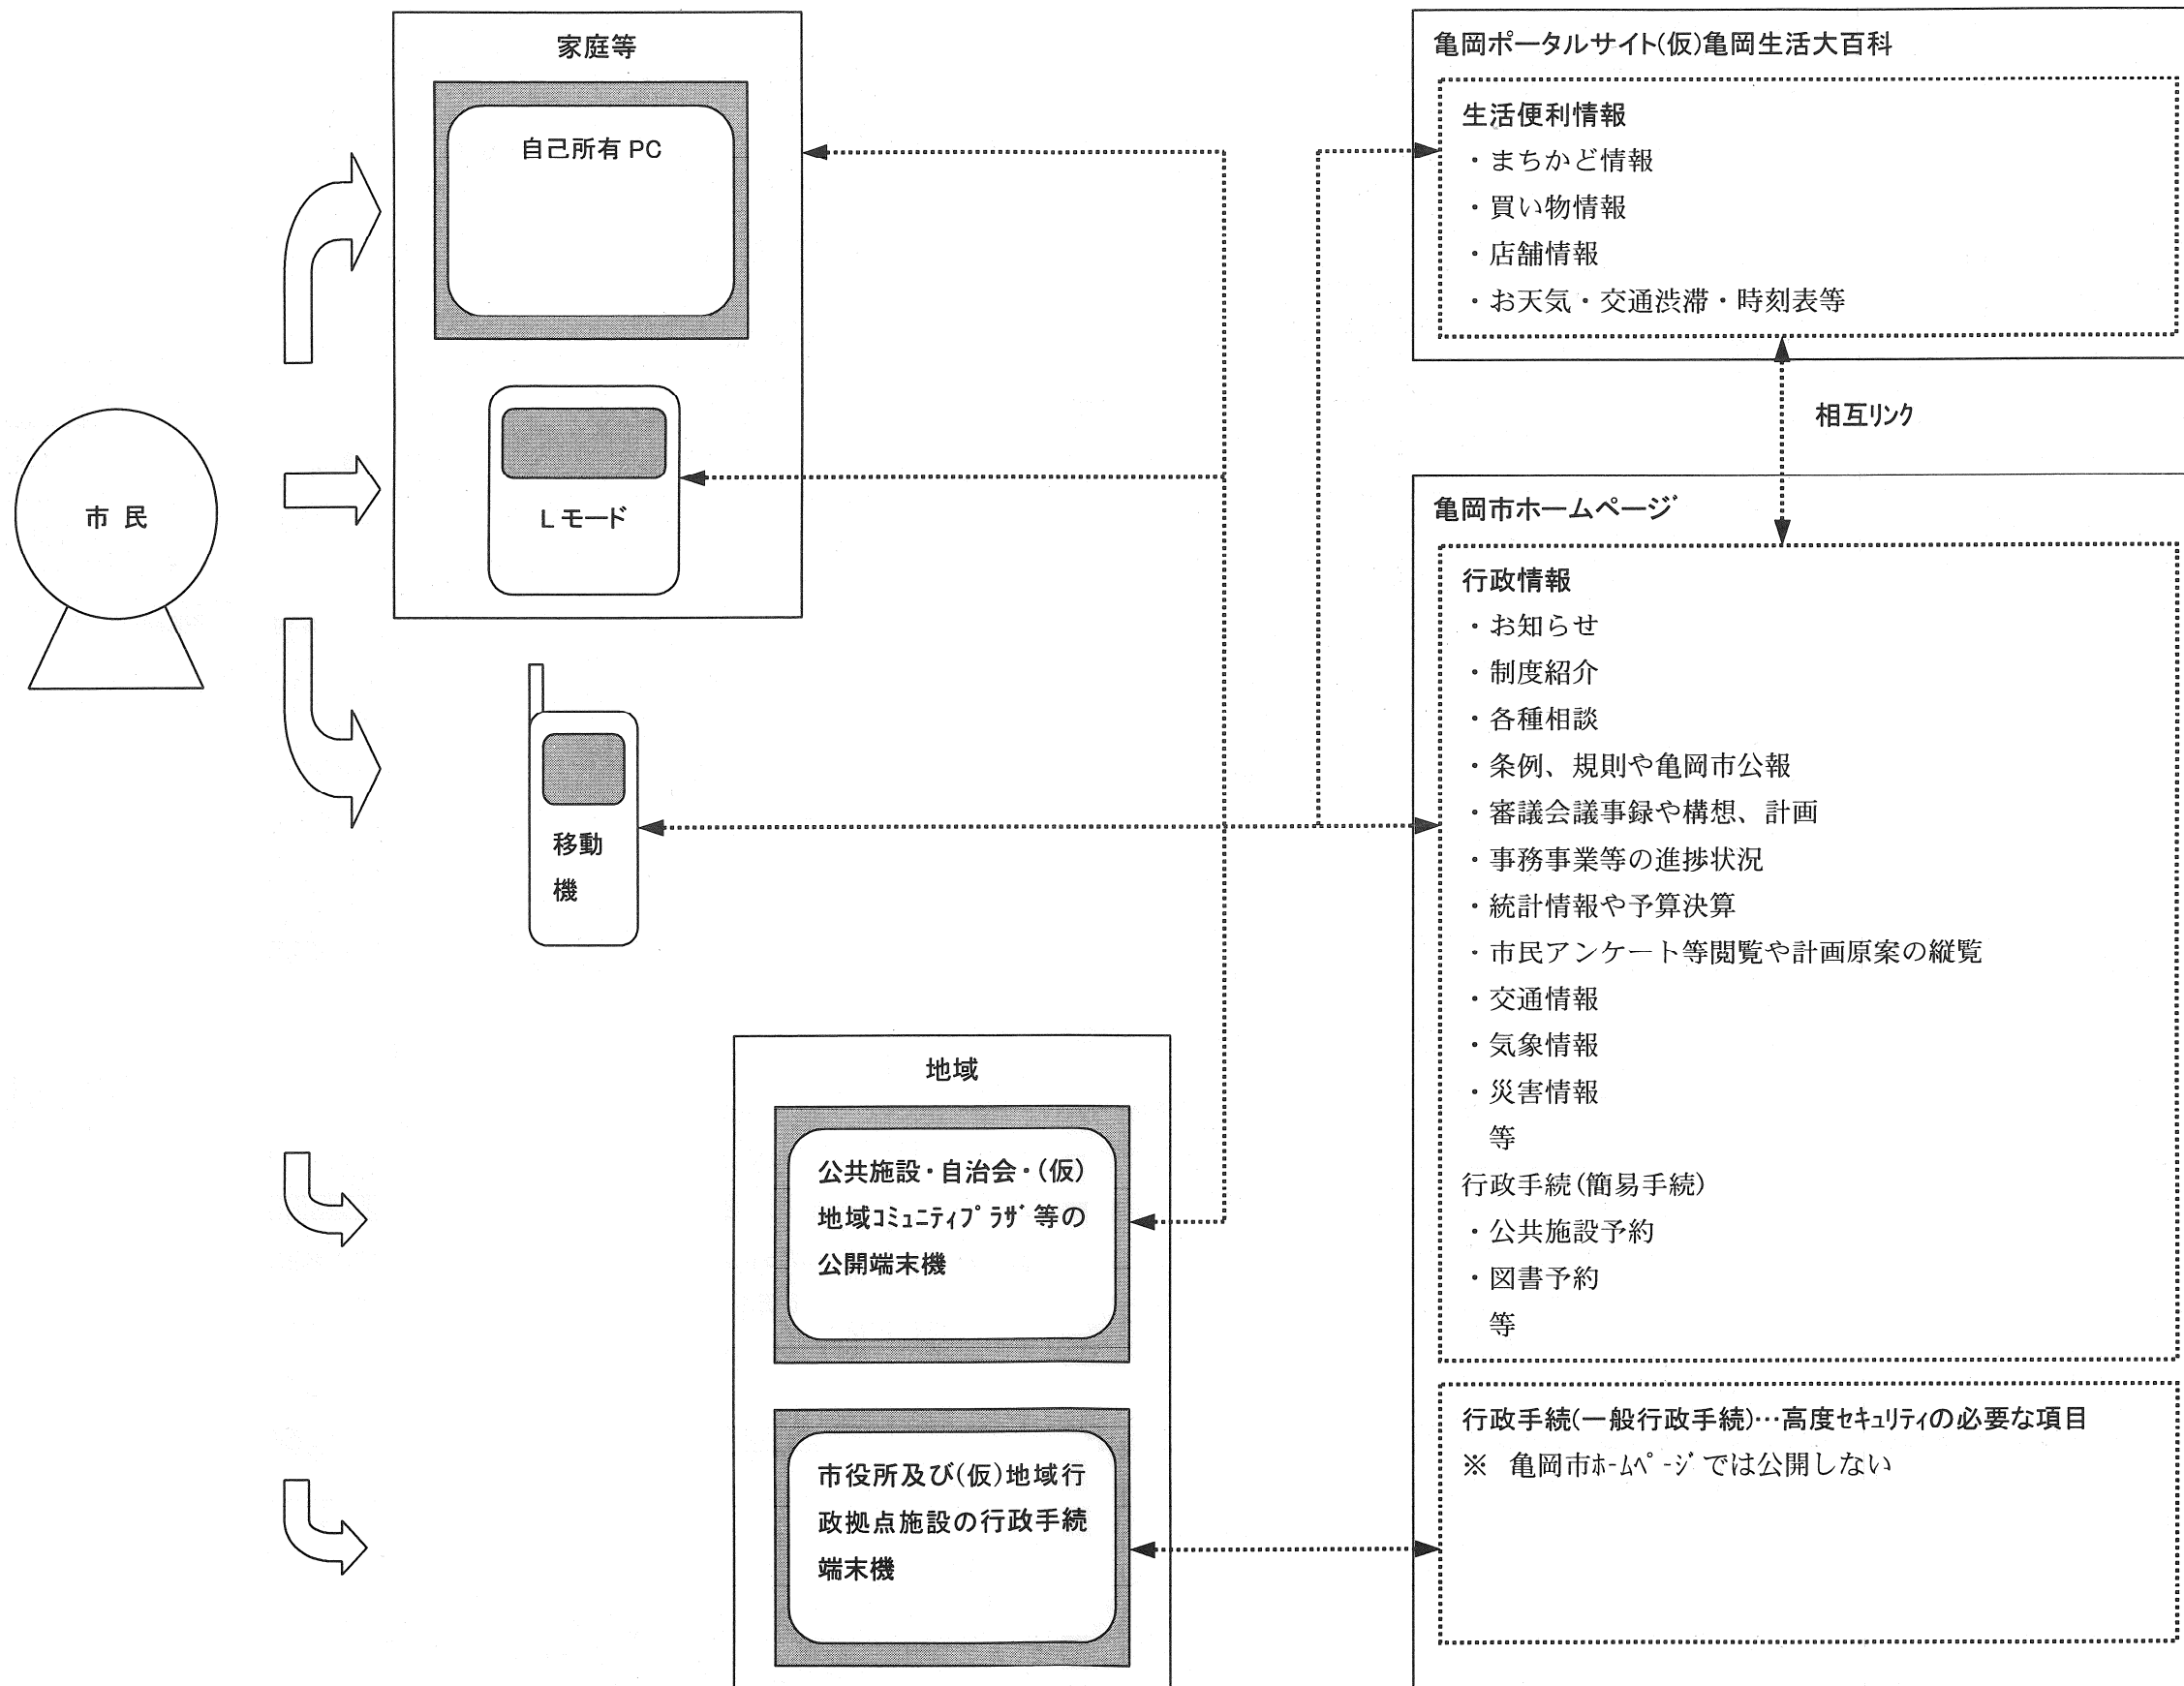 家庭等
自己所有 PC
L モード
市 民
移動
機
地域
公共施設・自治会・(仮)
地域ｺﾐｭﾆﾃｨﾌﾟﾗｻﾞ等の
公開端末機
市役所及び(仮)地域行
政拠点施設の行政手続
端末機
亀岡ポータルサイト(仮)亀岡生活大百科
生活便利情報
・まちかど情報
・買い物情報
・店舗情報
・お天気・交通渋滞・時刻表等
相互リンク
亀岡市ホームページ
行政情報
・お知らせ
・制度紹介
・各種相談
・条例、規則や亀岡市公報
・審議会議事録や構想、計画
・事務事業等の進捗状況
・統計情報や予算決算
・市民アンケート等閲覧や計画原案の縦覧
・交通情報
・気象情報
・災害情報
等
行政手続(簡易手続)
・公共施設予約
・図書予約
等
行政手続(一般行政手続)…高度ｾｷｭﾘﾃｨの必要な項目
※ 亀岡市ﾎｰﾑﾍﾟｰｼﾞでは公開しない